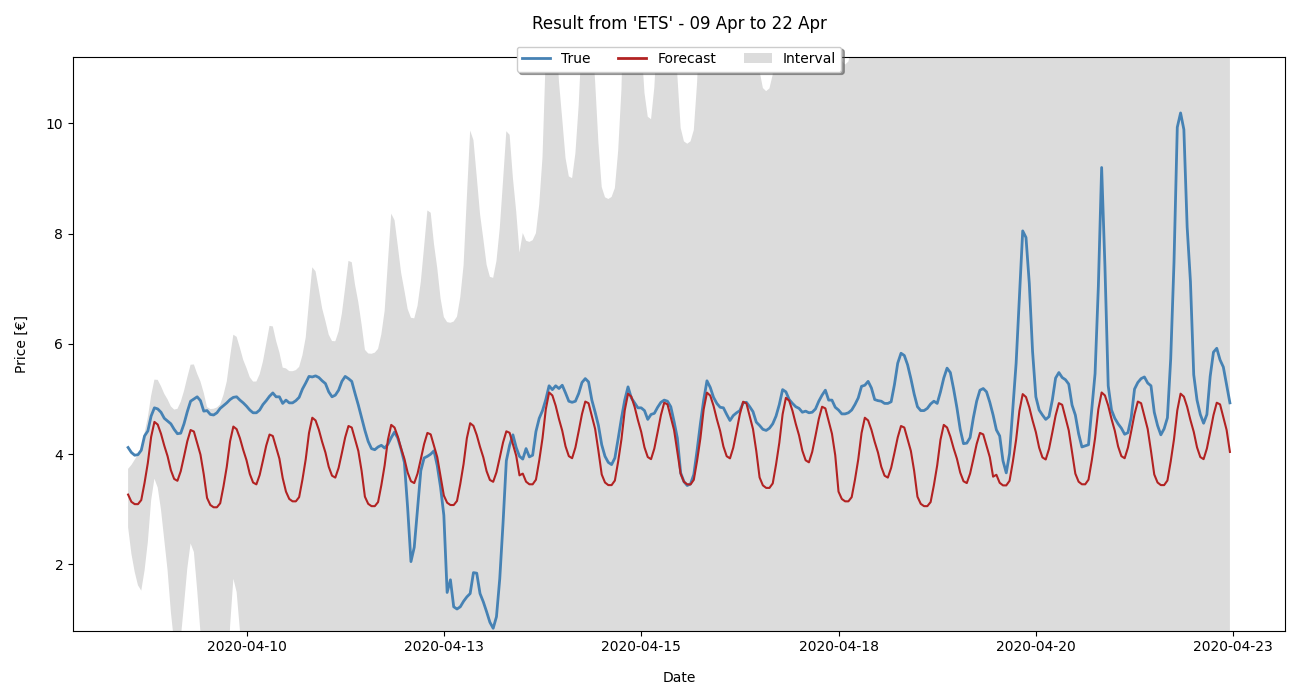 Result from 'ETS' - 09 Apr to 22 Apr
True Forecast Interval
Price [€]
10
8
6
4
2
2020-04-10 2020-04-13 2020-04-15 2020-04-18 2020-04-20 2020-04-23
Date